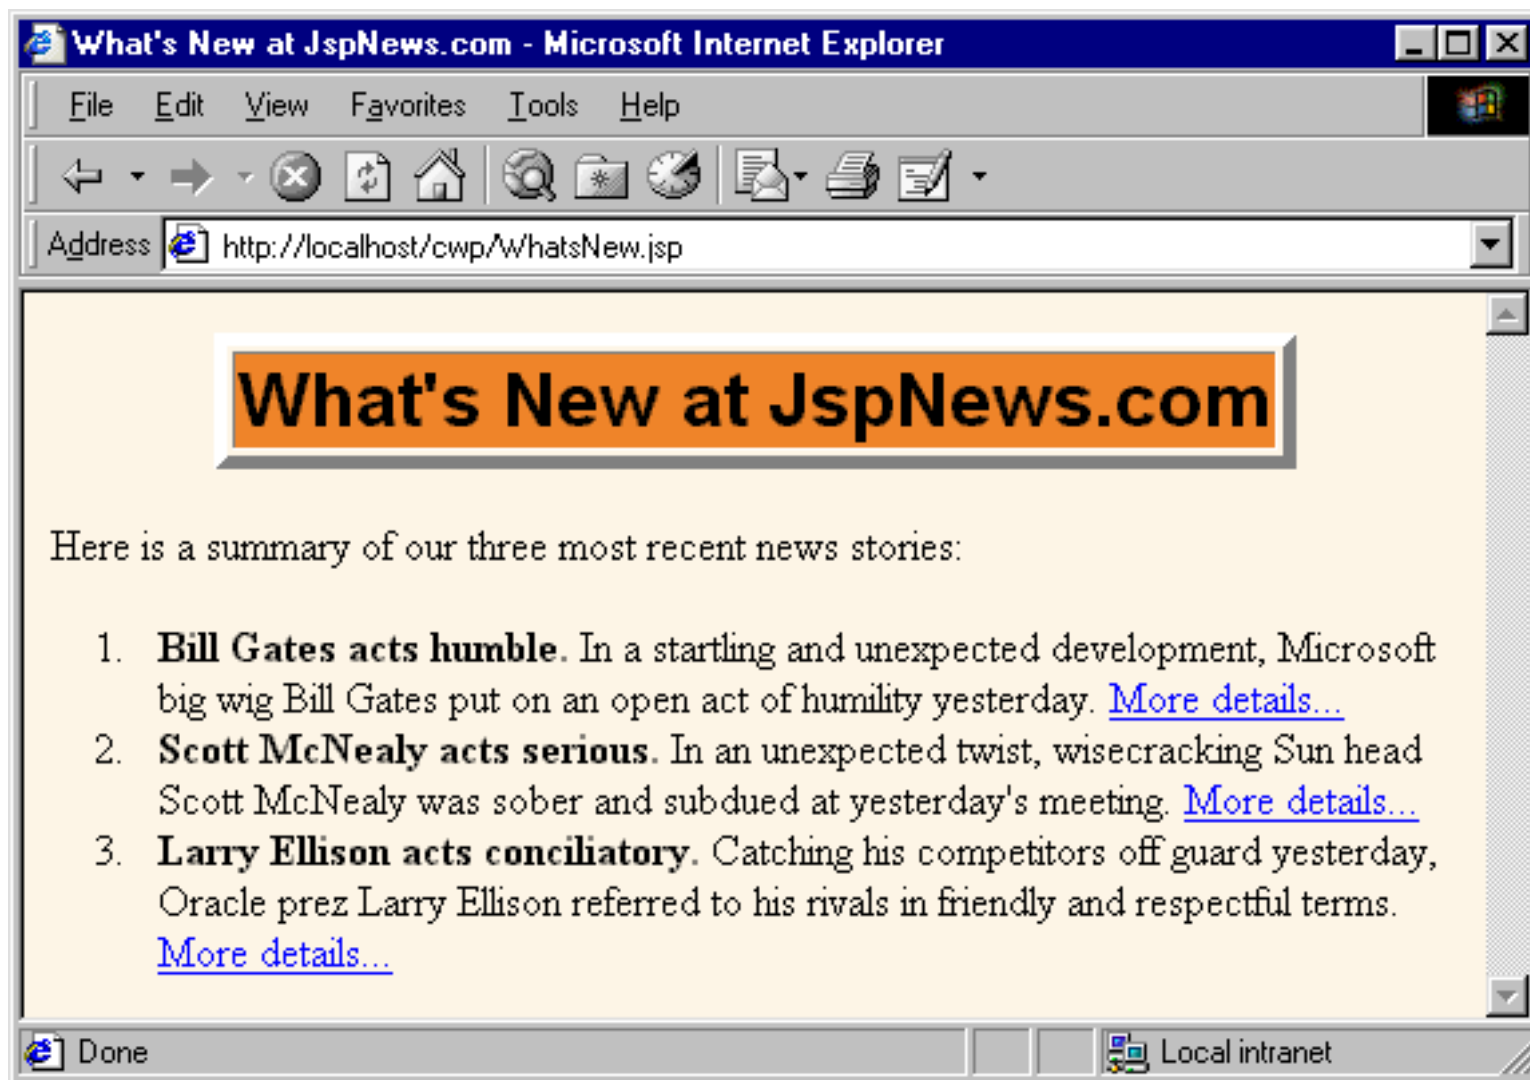 What's New at JspNews.com - Microsoft Internet Explorer
File Edit View Favorites Tools Help
Address http://localhost/cwp/WhatsNew.jsp
What's New at JspNews.com
Here is a summary of our three most recent news stories:
1. Bill Gates acts humble. In a startling and unexpected development, Microsoft
big wig Bill Gates put on an open act of humility yesterday. More details...
2. Scott McNealy acts serious. In an unexpected twist, wisecracking Sun head
Scott McNealy was sober and subdued at yesterday's meeting. More details...
3. Larry Ellison acts conciliatory. Catching his competitors off guard yesterday,
Oracle prez Larry Ellison referred to his rivals in friendly and respectful terms.
More details...
Done Local intranet